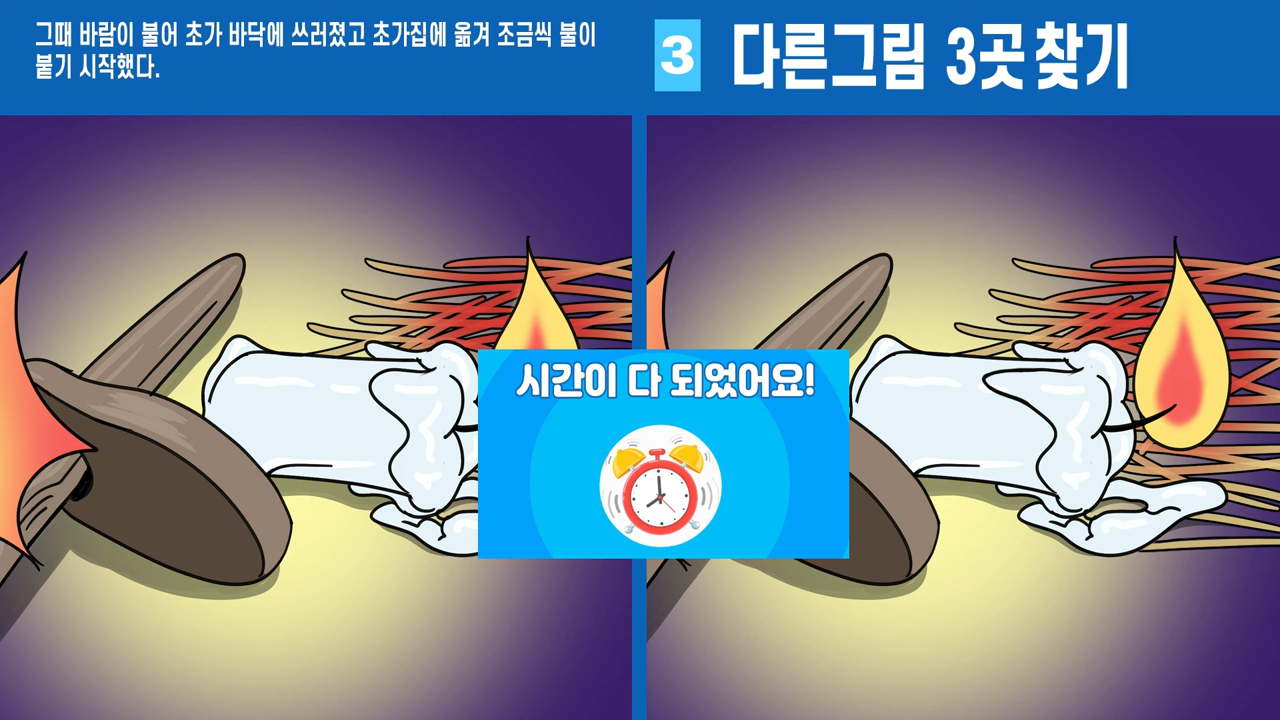 그때 바람이 불어 초가 바닥에 쓰러졌고 초가집에 옮겨 조금씩 불이
붙기 시작했다.
3 다른그림 3곳 찾기
시간이 다 되었어요!